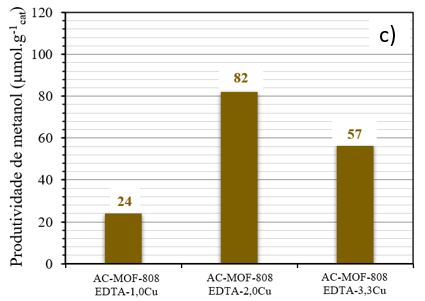 c)
Produtividade de metanol (µmol.g⁻¹cat)
120
100
80
60
40
20
0
24
82
57
AC-MOF-808
EDTA-1,0Cu
AC-MOF-808
EDTA-2,0Cu
AC-MOF-808
EDTA-3,3Cu